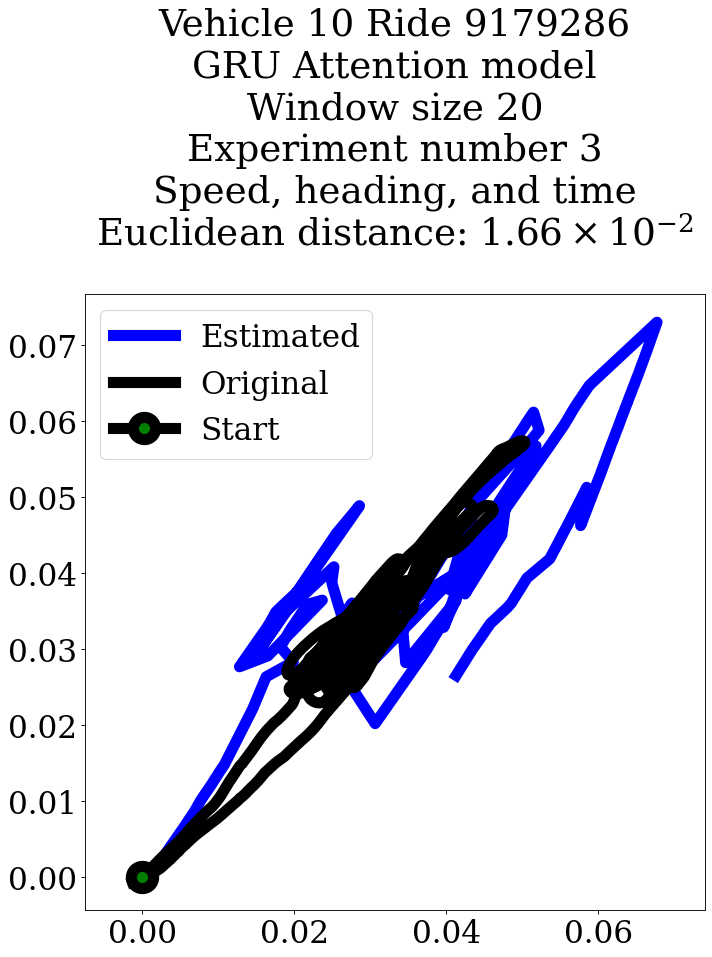 Vehicle 10 Ride 9179286
GRU Attention model
Window size 20
Experiment number 3
Speed, heading, and time
Euclidean distance: 1.66 × 10⁻²
Estimated
Original
Start
0.07
0.06
0.05
0.04
0.03
0.02
0.01
0.00
0.00 0.02 0.04 0.06